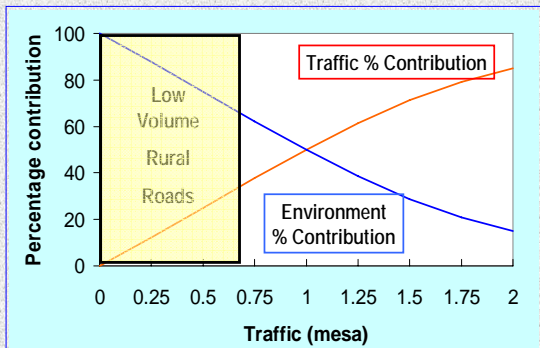 Percentage contribution
100
80
60
40
20
0
Low
Volume
Rural
Roads
Traffic % Contribution
Environment
% Contribution
0 0.25 0.5 0.75 1 1.25 1.5 1.75 2
Traffic (mesa)